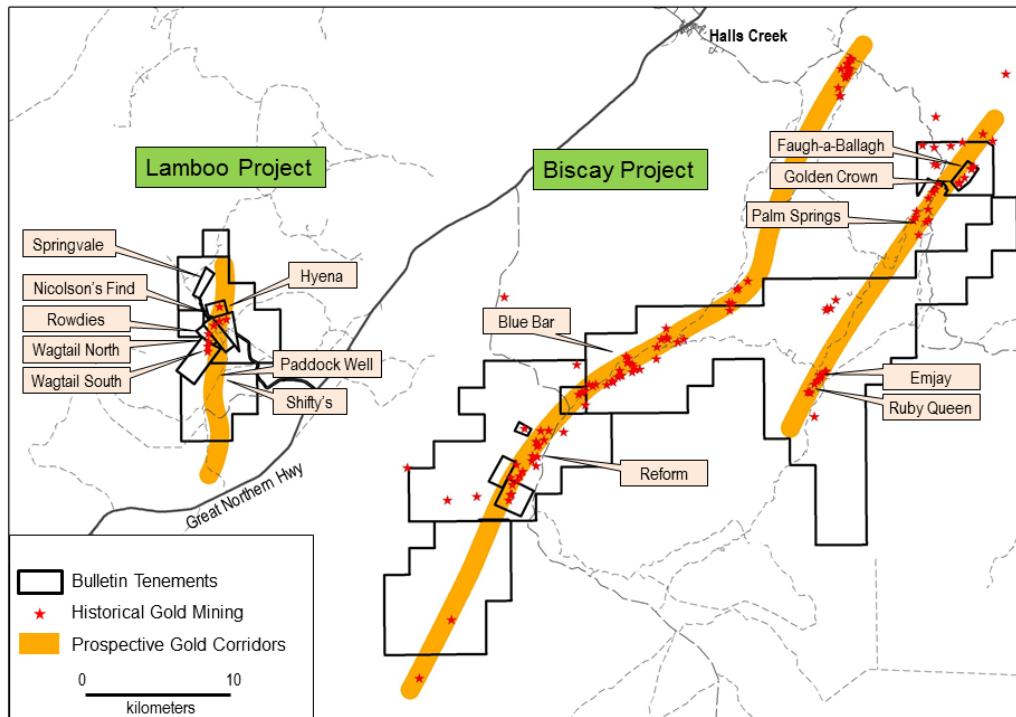 Halls Creek
Lamboo Project
Biscay Project
Faugh-a-Ballagh
Golden Crown
Palm Springs
Springvale
Hyena
Nicolson's Find
Rowdies
Wagtail North
Wagtail South
Paddock Well
Shifty's
Blue Bar
Emjay
Ruby Queen
Reform
Great Northern Hwy
Bulletin Tenements
Historical Gold Mining
Prospective Gold Corridors
0 10
kilometers